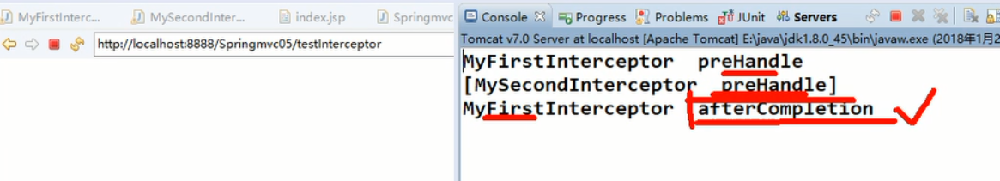 MyFirstInterc... MySecondInter... index.jsp Springmvc
Console Progress Problems JUnit Servers
http://localhost:8888/Springmvc05/testInterceptor
Tomcat v7.0 Server at localhost [Apache Tomcat] E:\java\jdk1.8.0_45\bin\javaw.exe (2018年1月2
MyFirstInterceptor preHandle
[MySecondInterceptor preHandle]
MyFirstInterceptor afterCompletion